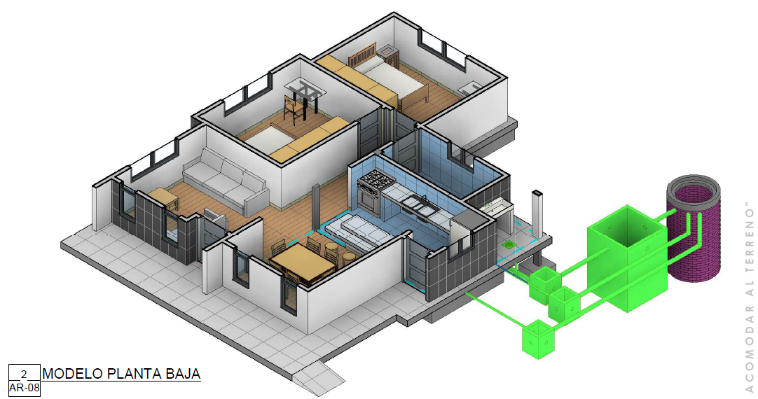 2
AR-08
MODELO PLANTA BAJA
ACOMODAR AL TERRENO"